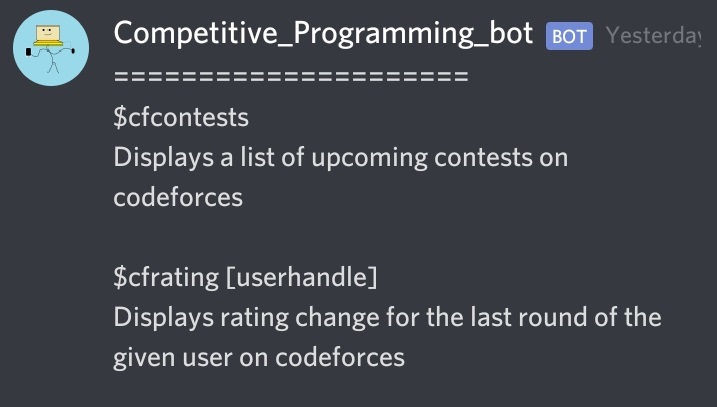 Competitive_Programming_bot BOT Yesterday
=====================
$cfcontests
Displays a list of upcoming contests on
codeforces
$cfrating [userhandle]
Displays rating change for the last round of the
given user on codeforces